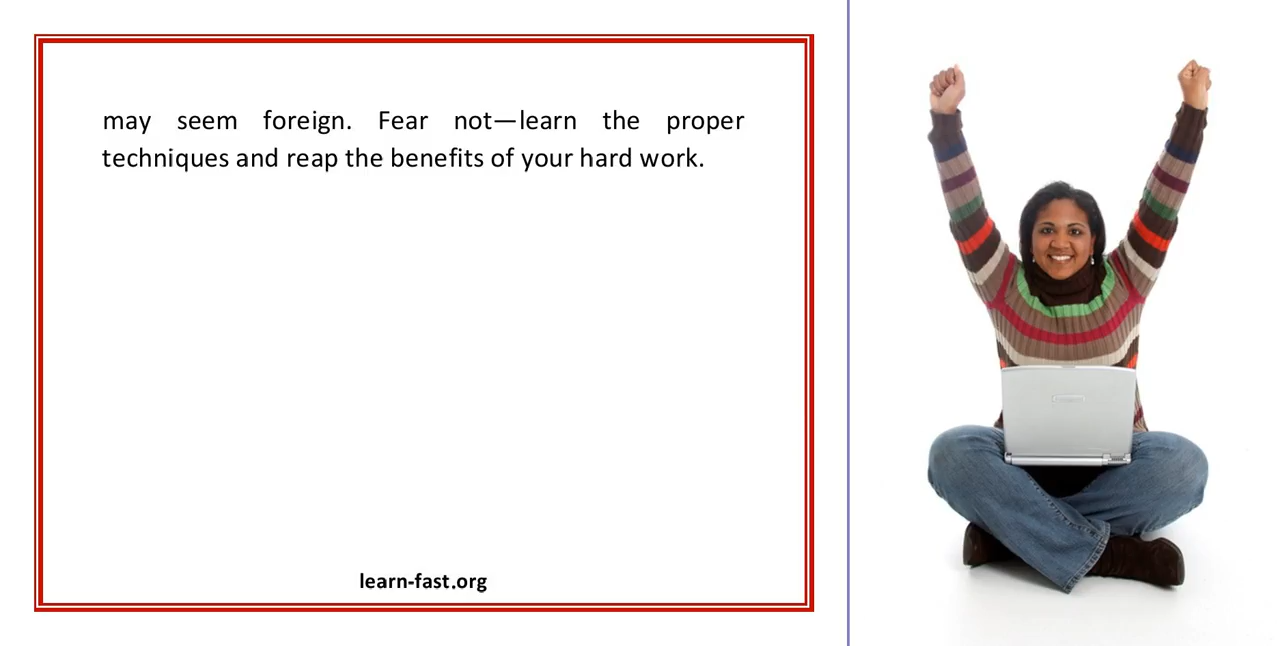 may seem foreign. Fear not—learn the proper
techniques and reap the benefits of your hard work.
learn-fast.org